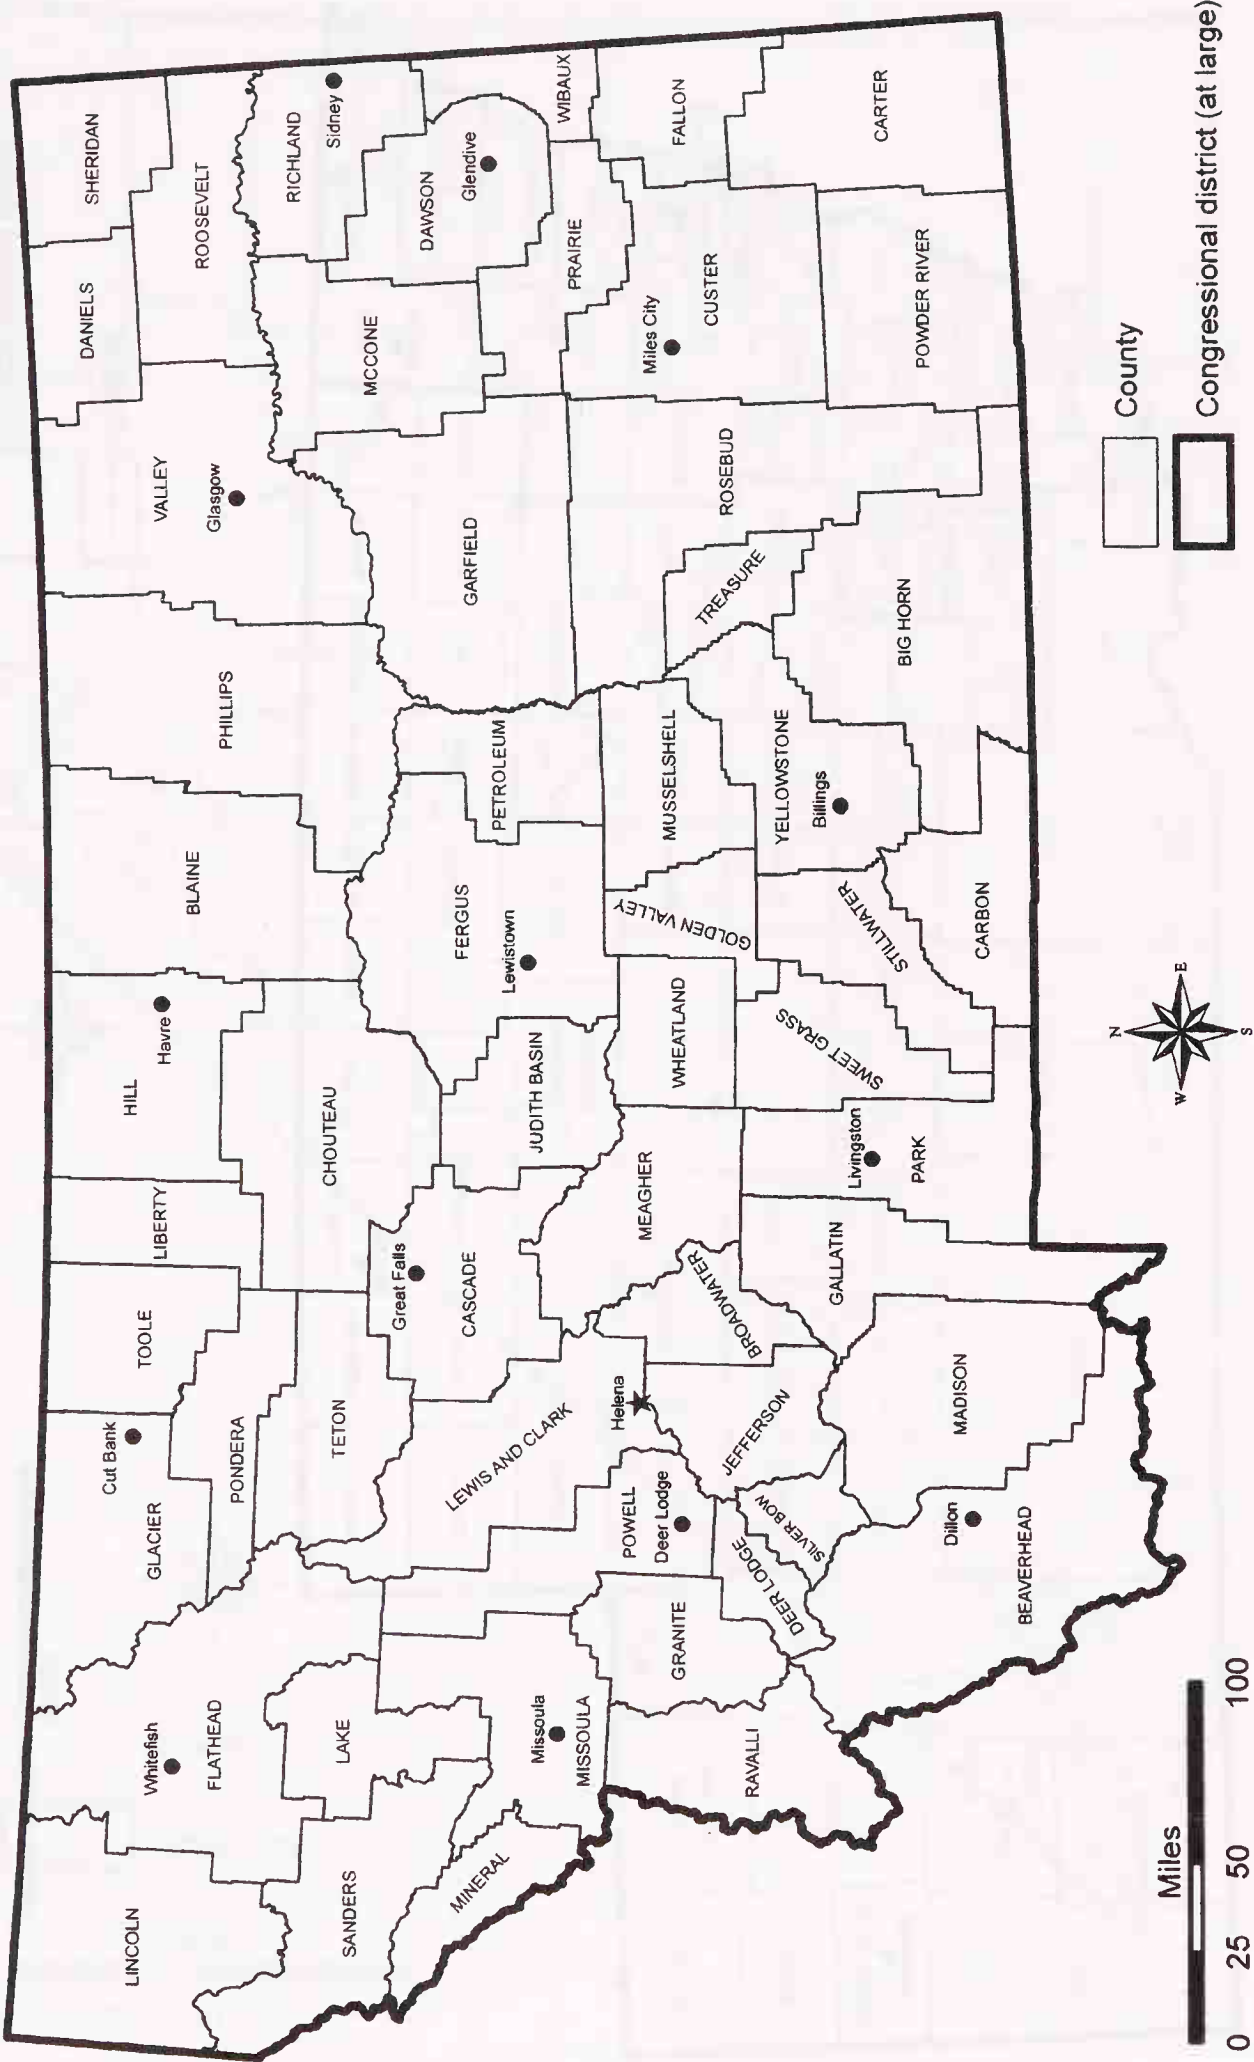 LINCOLN
FLATHEAD
Whitefish
GLACIER
Cut Bank
TOOLE
LIBERTY
HILL
Havre
BLAINE
PHILLIPS
VALLEY
Glasgow
DANIELS
SHERIDAN
ROOSEVELT
SANDERS
LAKE
PONDERA
TETON
CHOUTEAU
RICHLAND
Sidney
MCCONE
DAWSON
Glendive
WIBAUX
MINERAL
MISSOULA
Missoula
LEWIS AND CLARK
CASCADE
Great Falls
JUDITH BASIN
FERGUS
Lewistown
PETROLEUM
GARFIELD
PRAIRIE
POWELL
Deer Lodge
Helena
MEAGHER
WHEATLAND
GOLDEN VALLEY
MUSSELSHELL
TREASURE
ROSEBUD
CUSTER
Miles City
FALLON
RAVALLI
GRANITE
DEER LODGE
SILVER BOW
JEFFERSON
BROADWATER
GALLATIN
PARK
Livingston
SWEET GRASS
STILLWATER
YELLOWSTONE
Billings
BIG HORN
POWDER RIVER
CARTER
BEAVERHEAD
Dillon
MADISON
CARBON
Miles
0 25 50 100
N
W
E
S
County
Congressional district (at large)